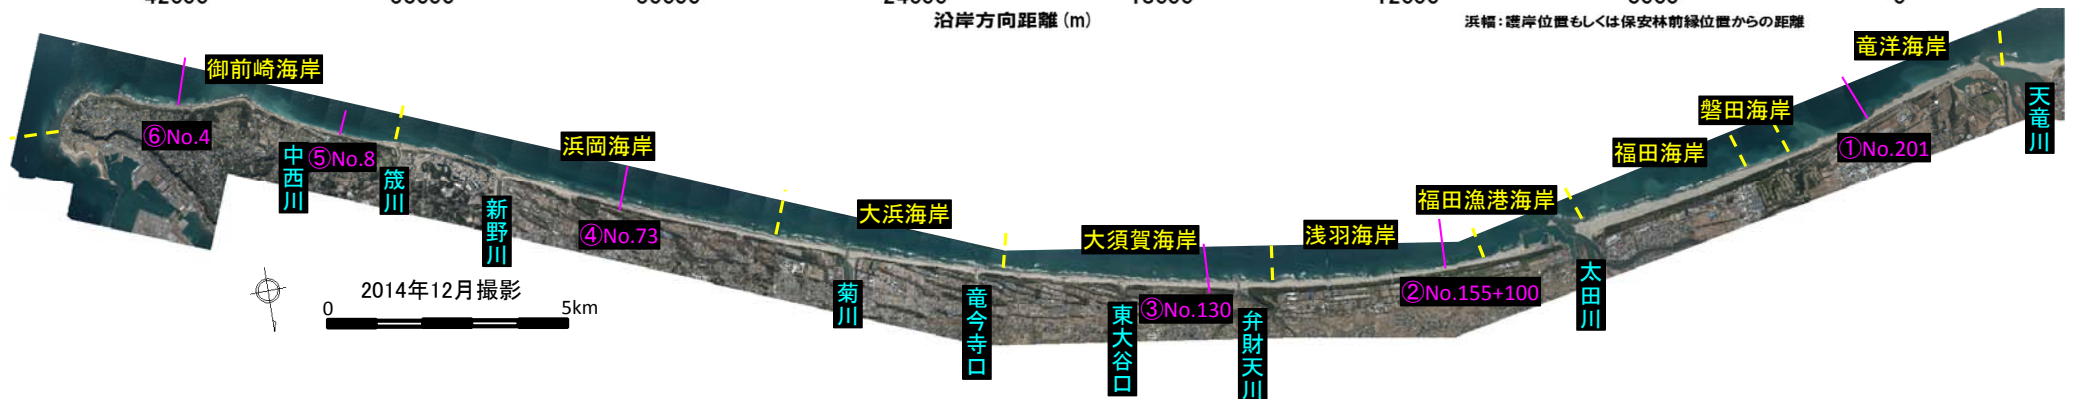 沿岸方向距離(m)
浜幅:護岸位置もしくは保安林前縁位置からの距離
竜洋海岸
御前崎海岸
天竜川
磐田海岸
⑥No.4
浜岡海岸
①No.201
中西川
⑤No.8
福田海岸
筬川
福田漁港海岸
新野川
大浜海岸
④No.73
大須賀海岸
浅羽海岸
太田川
2014年12月撮影
0
5km
菊川
竜今寺口
東大谷口
③No.130
弁財天川
②No.155+100